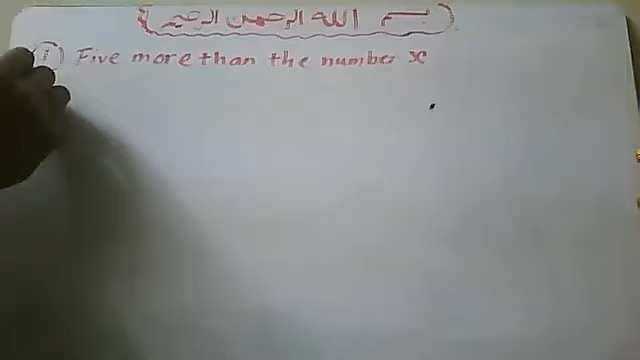 بسم الله الرحمن الرحيم
① Five more than the number x